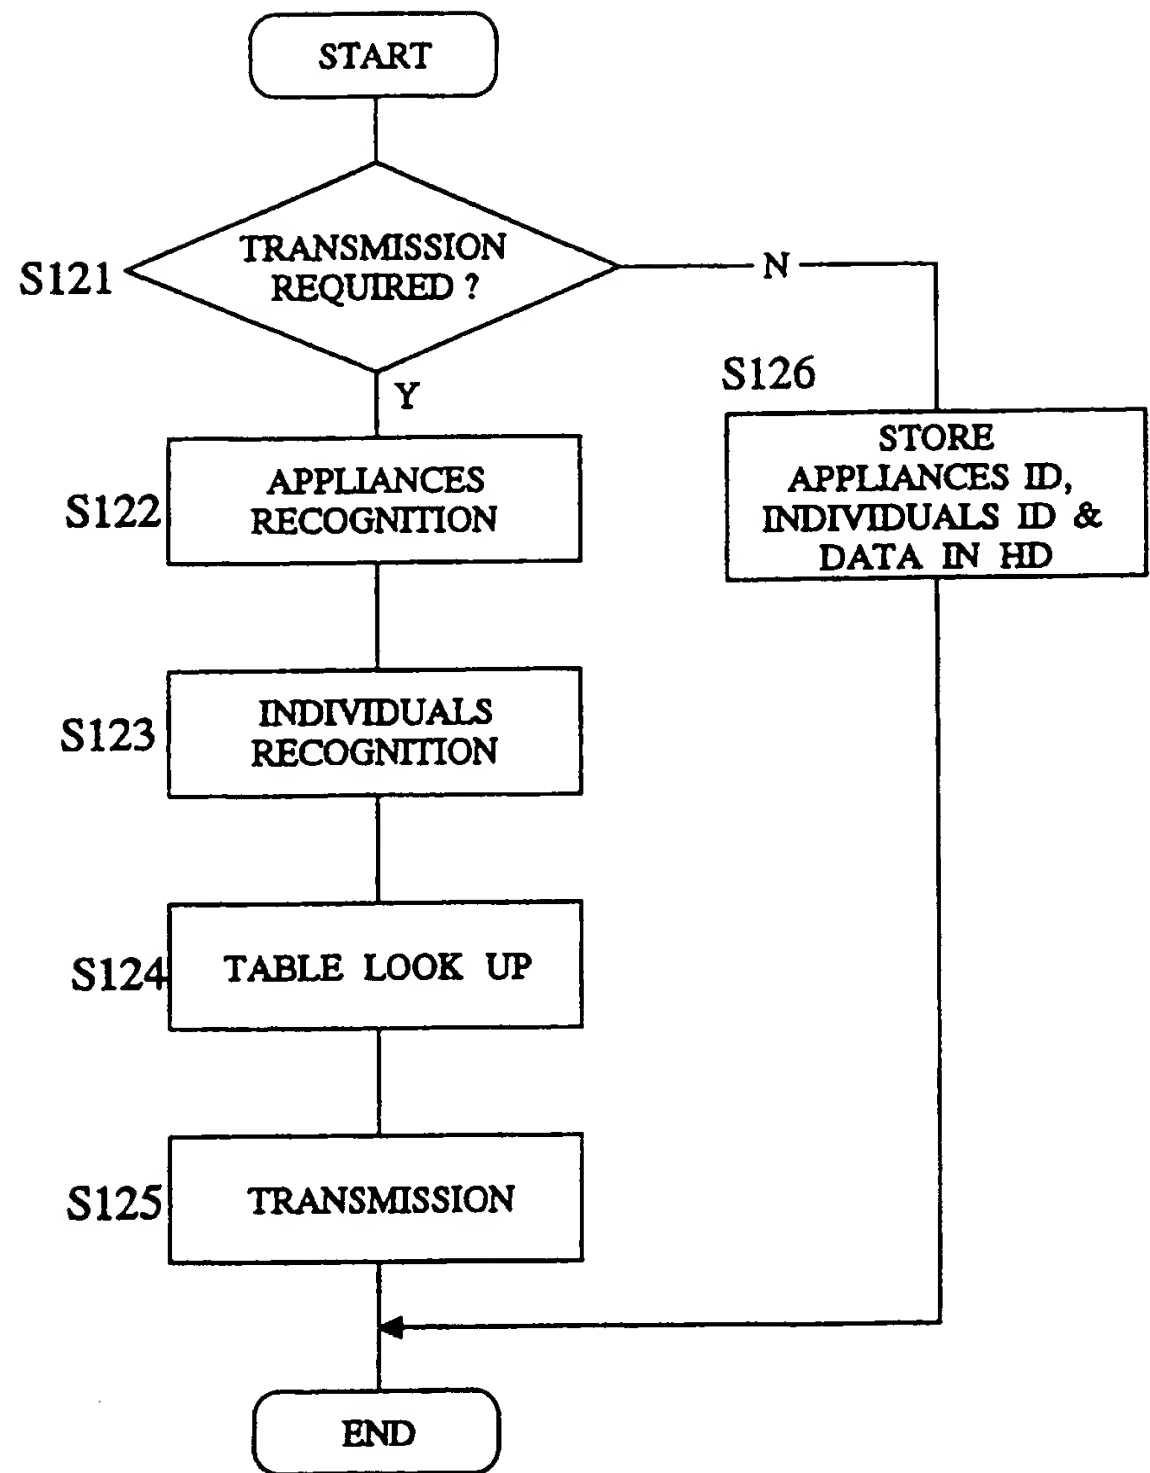 START
TRANSMISSION
REQUIRED ?
S121
N
Y
S126
STORE
APPLIANCES ID,
INDIVIDUALS ID &
DATA IN HD
S122
APPLIANCES
RECOGNITION
S123
INDIVIDUALS
RECOGNITION
S124
TABLE LOOK UP
S125
TRANSMISSION
END